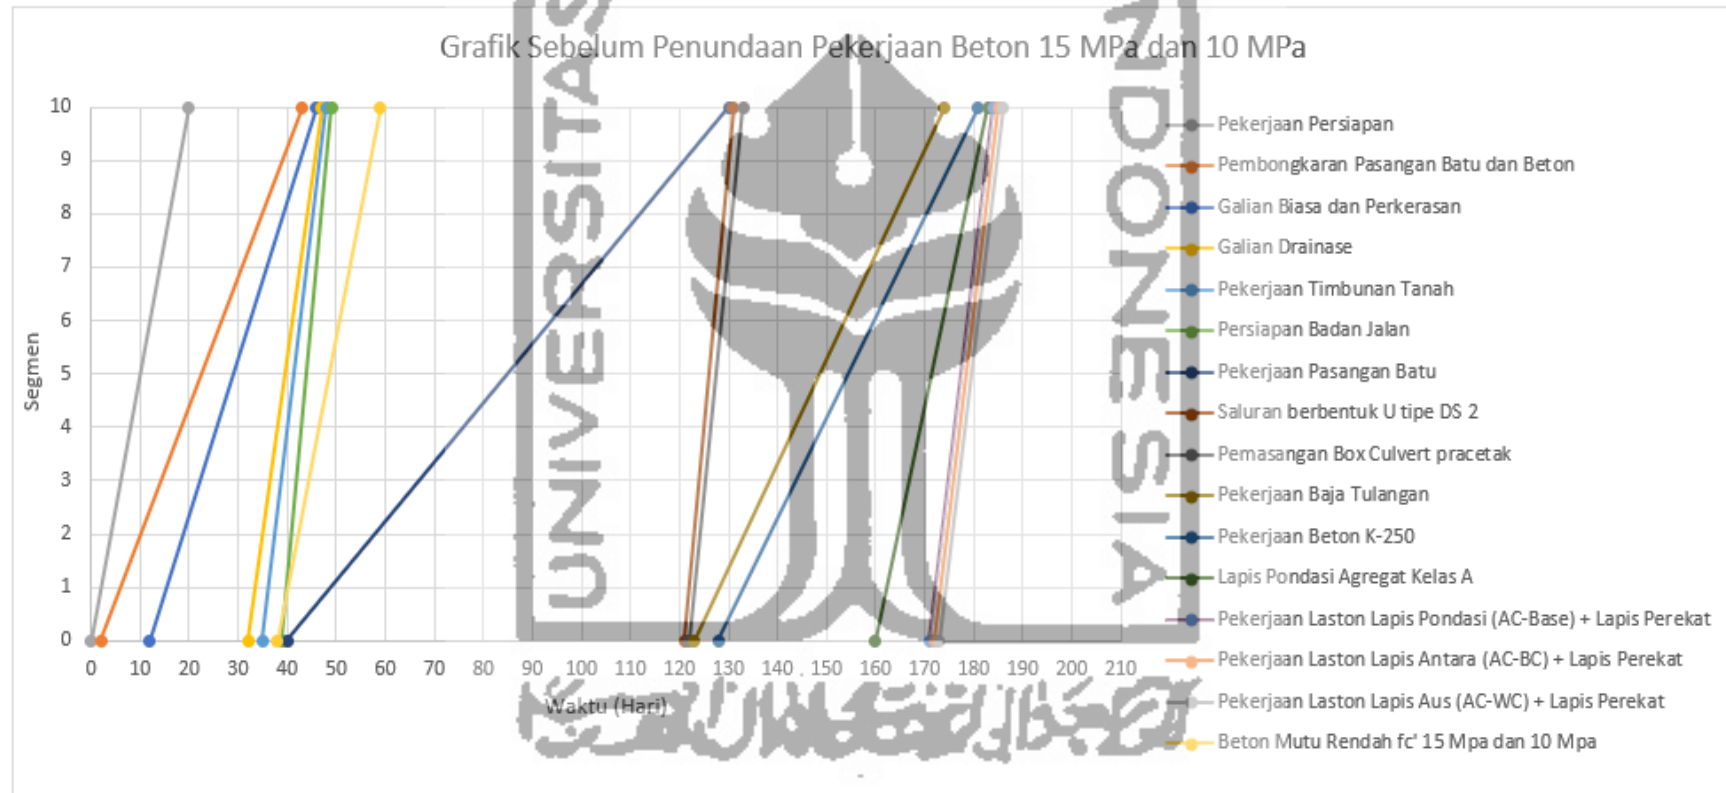 Grafik Sebelum Penundaan Pekerjaan Beton 15 MPa dan 10 MPa
10
9
8
7
6
5
4
3
2
1
0
Segmen
0 10 20 30 40 50 60 70 80 90 100 110 120 130 140 150 160 170 180 190 200 210
Waktu (Hari)
Pekerjaan Persiapan
Pembongkaran Pasangan Batu dan Beton
Galian Biasa dan Perkerasan
Galian Drainase
Pekerjaan Timbunan Tanah
Persiapan Badan Jalan
Pekerjaan Pasangan Batu
Saluran berbentuk U tipe DS 2
Pemasangan Box Culvert pracetak
Pekerjaan Baja Tulangan
Pekerjaan Beton K-250
Lapis Pondasi Agregat Kelas A
Pekerjaan Laston Lapis Pondasi (AC-Base) + Lapis Perekat
Pekerjaan Laston Lapis Antara (AC-BC) + Lapis Perekat
Pekerjaan Laston Lapis Aus (AC-WC) + Lapis Perekat
Beton Mutu Rendah fc' 15 Mpa dan 10 Mpa
UNIVERSITAS
NDONESIA